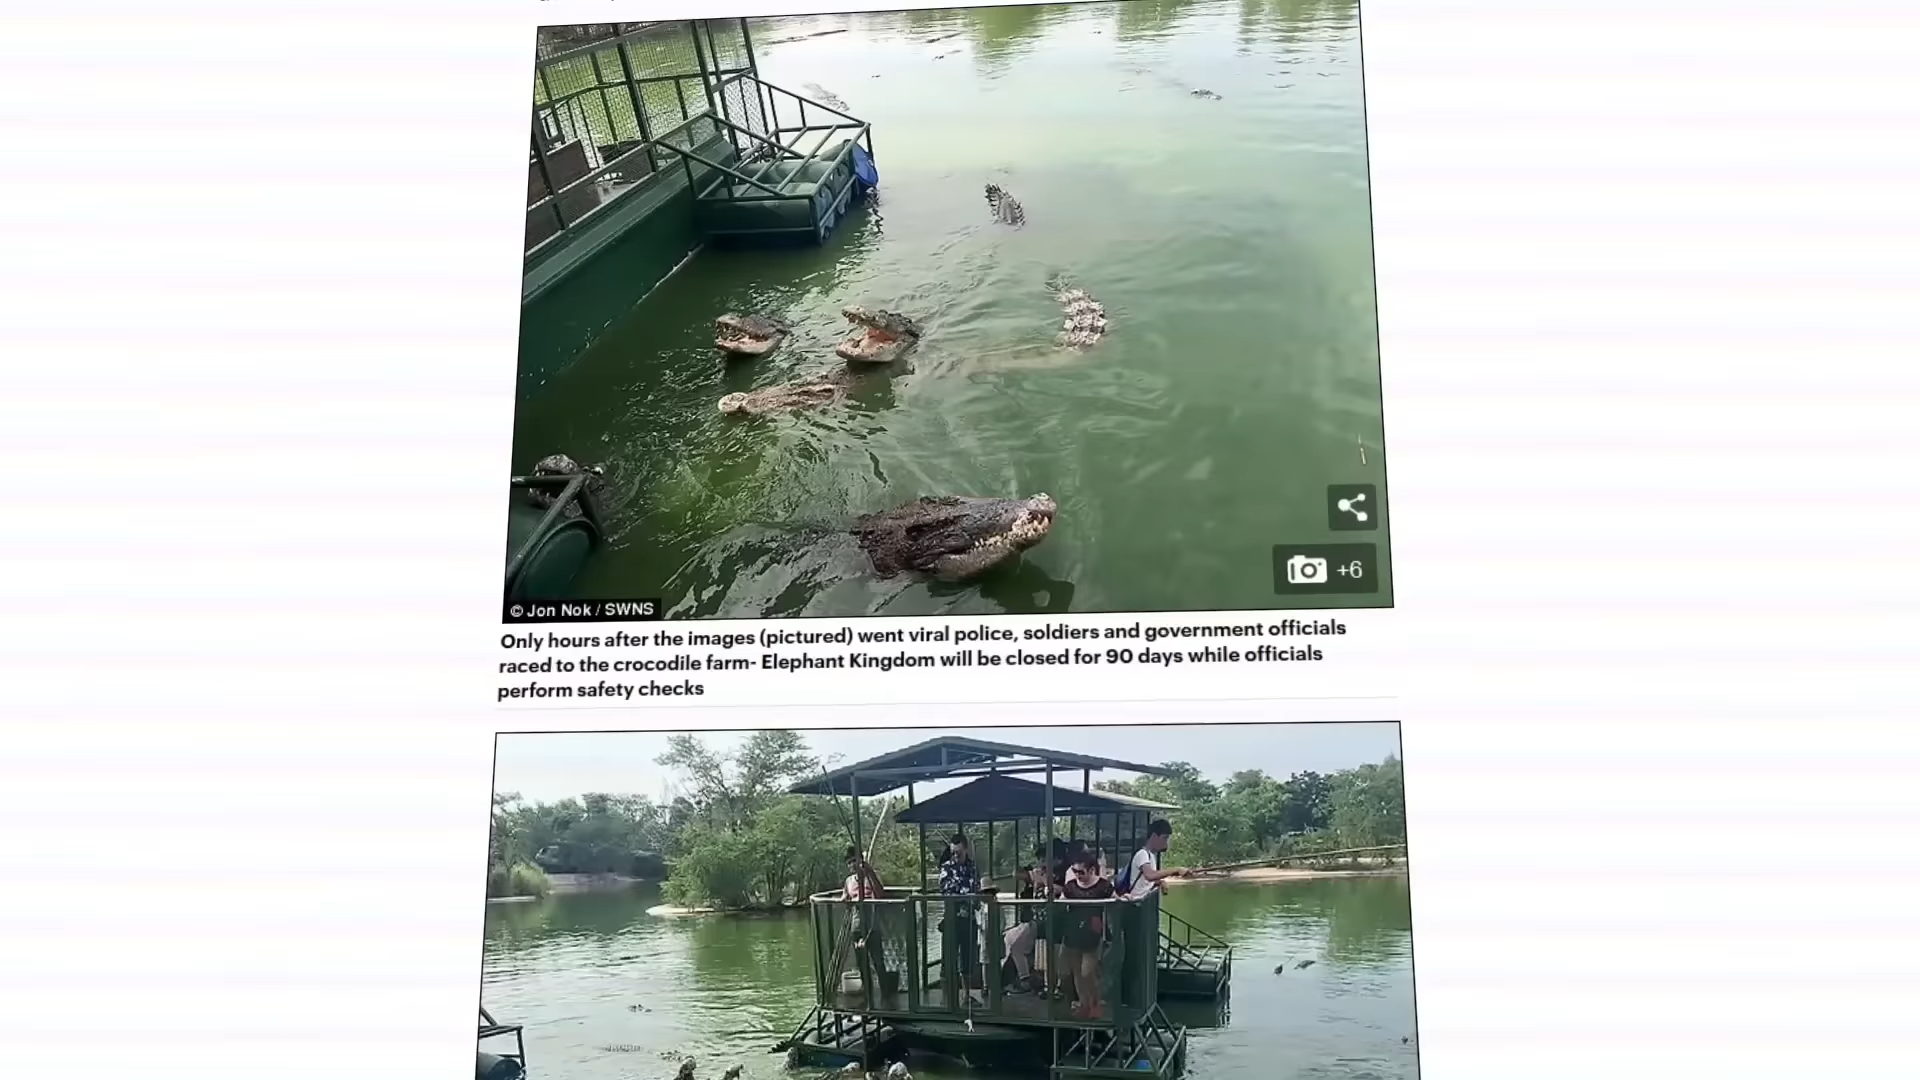 +6
© Jon Nok / SWNS
Only hours after the images (pictured) went viral police, soldiers and government officials
raced to the crocodile farm- Elephant Kingdom will be closed for 90 days while officials
perform safety checks